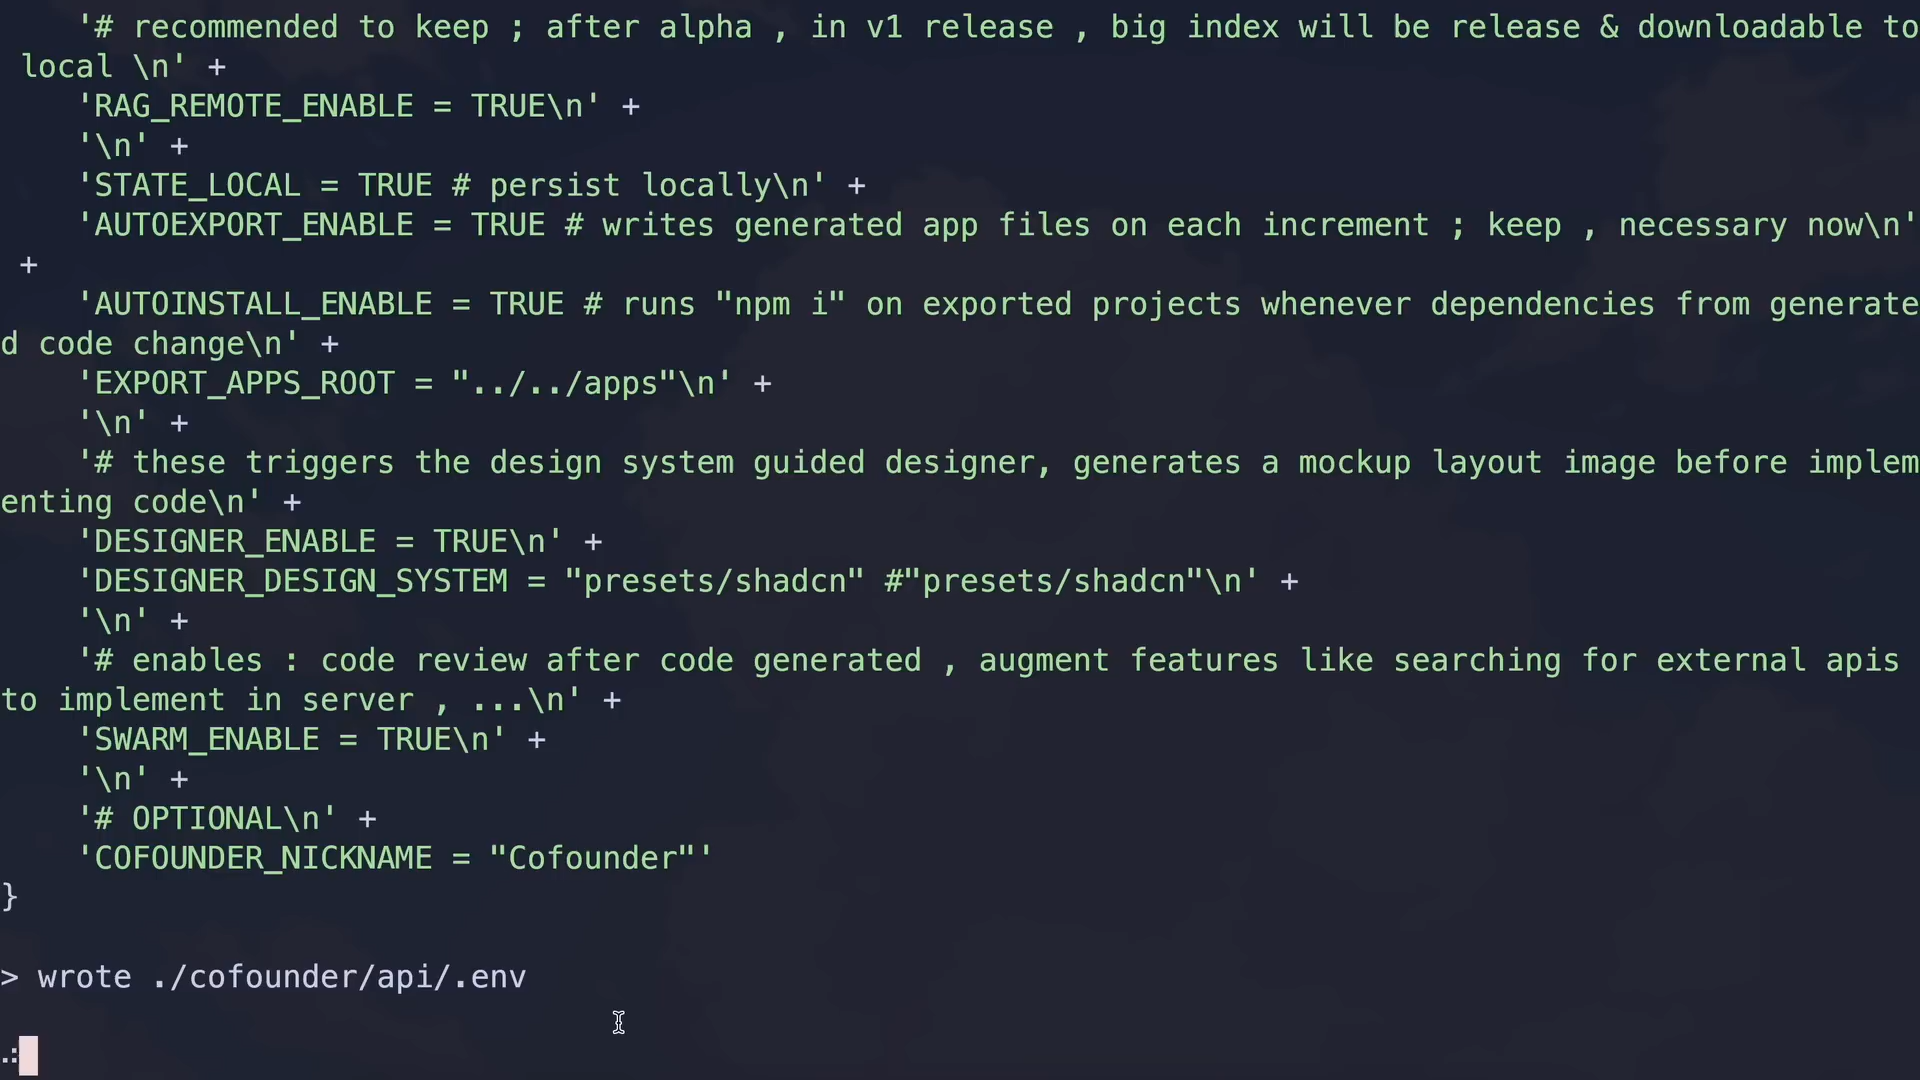 '# recommended to keep ; after alpha , in v1 release , big index will be release & downloadable to
local \n' +
'RAG_REMOTE_ENABLE = TRUE\n' +
'\n' +
'STATE_LOCAL = TRUE # persist locally\n' +
'AUTOEXPORT_ENABLE = TRUE # writes generated app files on each increment ; keep , necessary now\n'
+
'AUTOINSTALL_ENABLE = TRUE # runs "npm i" on exported projects whenever dependencies from generate
d code change\n' +
'EXPORT_APPS_ROOT = "../../apps"\n' +
'\n' +
'# these triggers the design system guided designer, generates a mockup layout image before implem
enting code\n' +
'DESIGNER_ENABLE = TRUE\n' +
'DESIGNER_DESIGN_SYSTEM = "presets/shadcn" #"presets/shadcn"\n' +
'\n' +
'# enables : code review after code generated , augment features like searching for external apis
to implement in server , ...\n' +
'SWARM_ENABLE = TRUE\n' +
'\n' +
'# OPTIONAL\n' +
'COFOUNDER_NICKNAME = "Cofounder"'
}
> wrote ./cofounder/api/.env